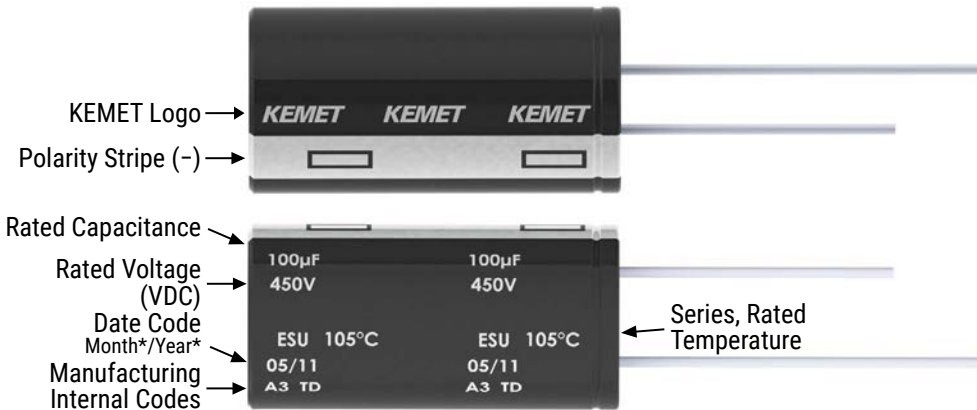 KEMET Logo
KEMET KEMET KEMET
Polarity Stripe (−)
Rated Capacitance
100µF 100µF
Rated Voltage
(VDC)
450V 450V
Series, Rated
Temperature
ESU 105°C ESU 105°C
Date Code
Month*/Year*
05/11 05/11
Manufacturing
Internal Codes
A3 TD A3 TD